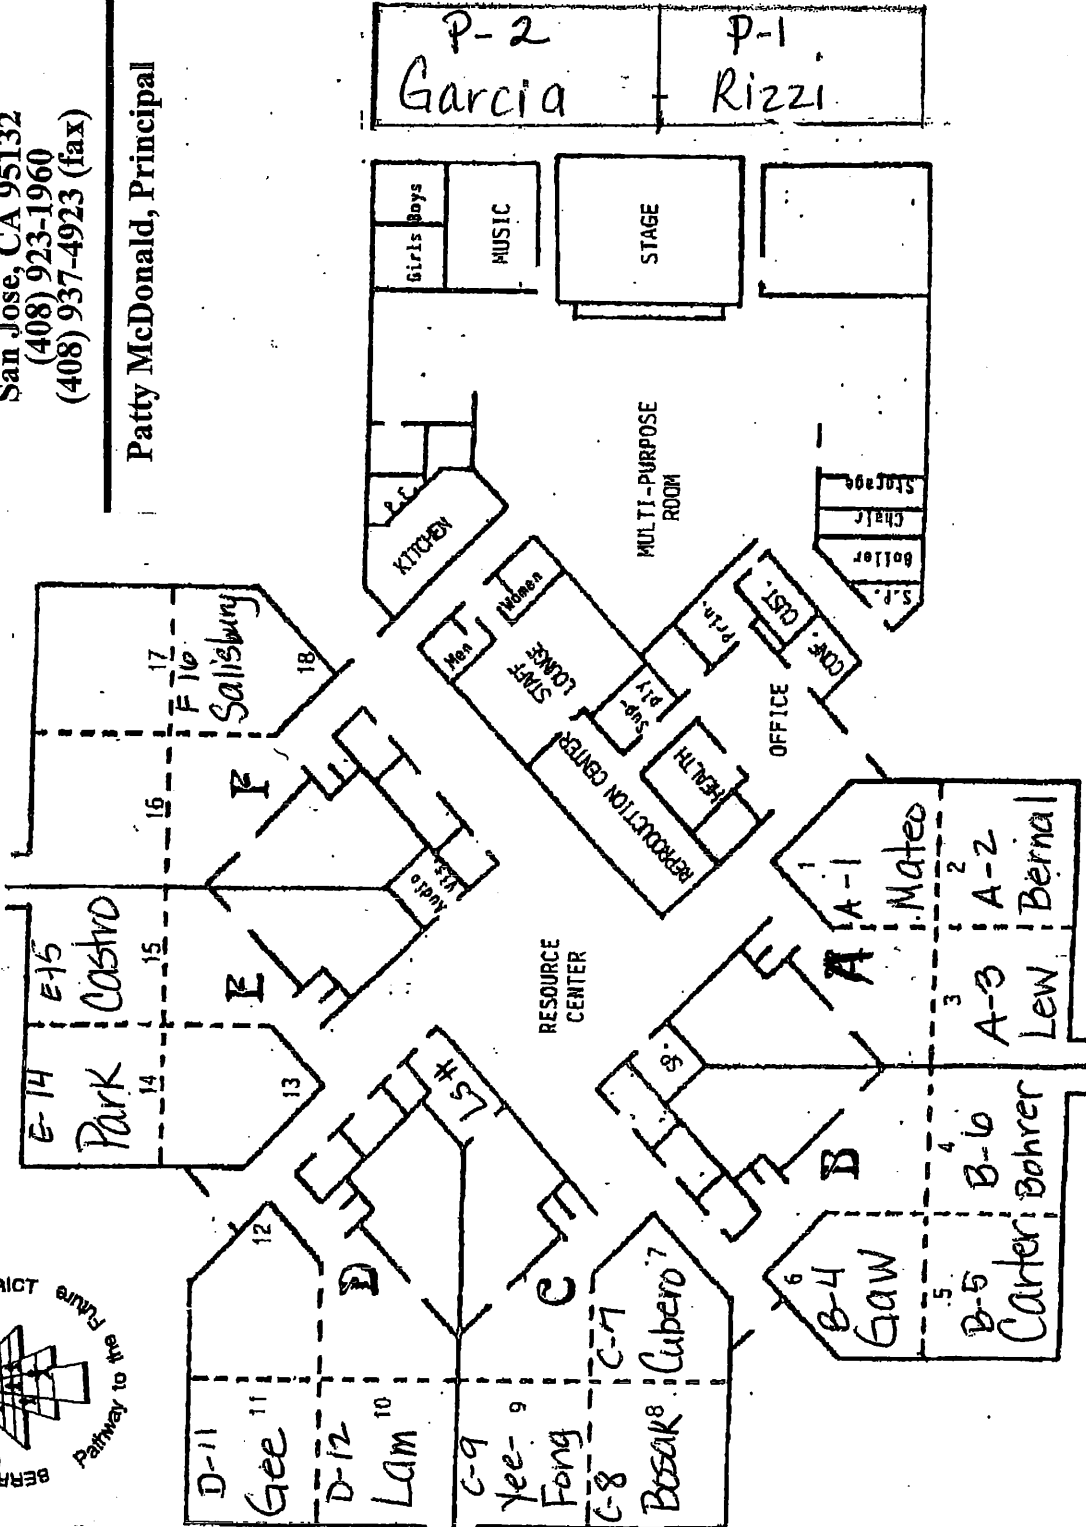 San Jose, CA 95132
(408) 923-1960
(408) 937-4923 (fax)
Patty McDonald, Principal
Pathway to the Future
P-2
Garcia
P-1
Rizzi
Girls
Boys
MUSIC
STAGE
KITCHEN
MULTI-PURPOSE
ROOM
Storage
Chair
Boiler
S.P.
Men
Women
STAFF
LOUNGE
Sup-
ply
Prin.
CUST.
CONF.
OFFICE
HEALTH
REPRODUCTION CENTER
RESOURCE
CENTER
17
F 16
Salisbury
18
16
F
Audio
Vis.
E-15
Castro
15
E
E-14
Park
14
13
12
D
D-11
Gee
11
D-12
Lam
10
LSH
C
C-9
Yee-
Fong
9
C-8
Bosak
8
C-7
Cubero
7
B
6
B-4
Gaw
5
B-5
Carter
4
B-6
Bohrer
A
3
A-3
Lew
1
A-1
Mateo
2
A-2
Bernal